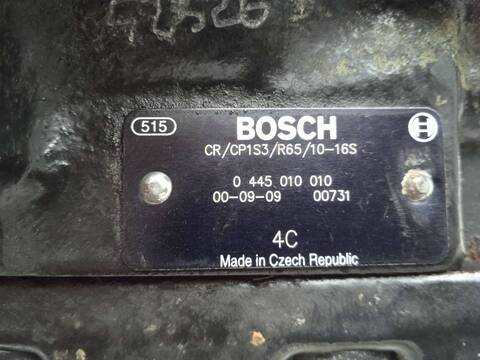 515 BOSCH
CR/CP1S3/R65/10-16S
0 445 010 010
00-09-09 00731
4C
Made in Czech Republic